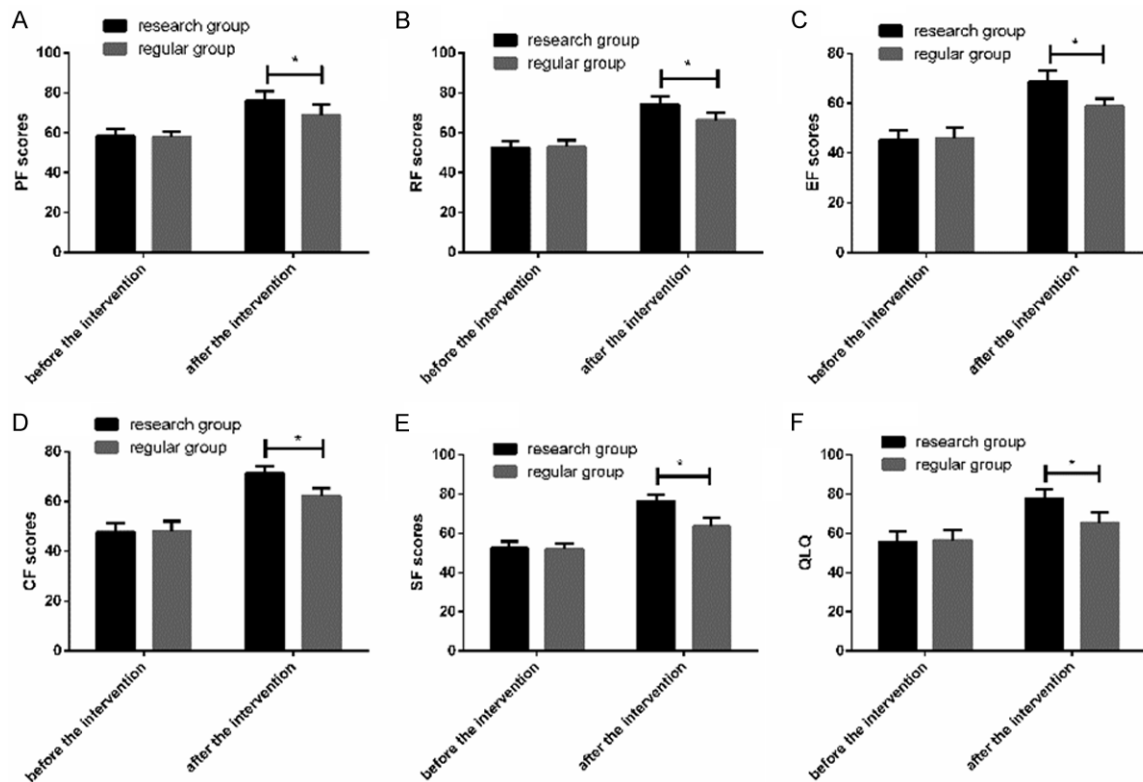 A
research group
regular group
*
100
80
60
40
20
0
PF scores
before the intervention
after the intervention
B
research group
regular group
*
100
80
60
40
20
0
RF scores
before the intervention
after the intervention
C
research group
regular group
*
80
60
40
20
0
EF scores
before the intervention
after the intervention
D
research group
regular group
*
80
60
40
20
0
CF scores
before the intervention
after the intervention
E
research group
regular group
*
100
80
60
40
20
0
SF scores
before the intervention
after the intervention
F
research group
regular group
*
100
80
60
40
20
0
QLQ
before the intervention
after the intervention